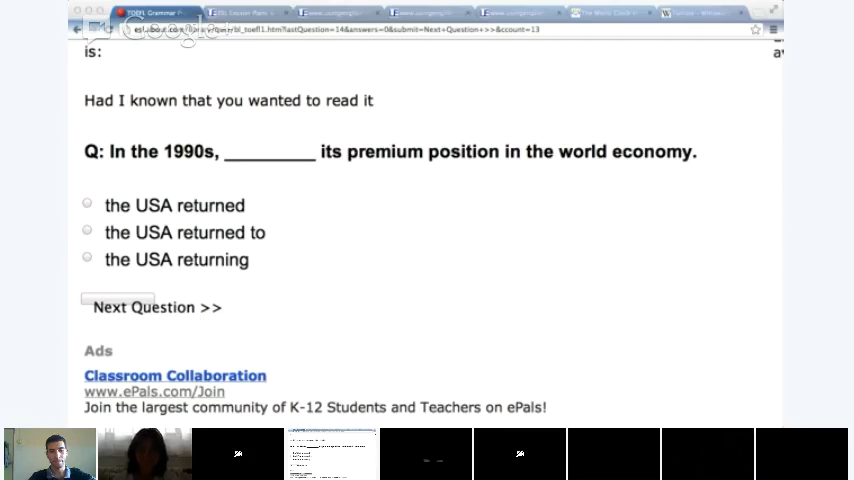 TOEFL Grammar P
is:
Had I known that you wanted to read it
Q: In the 1990s, _________ its premium position in the world economy.
the USA returned
the USA returned to
the USA returning
Next Question >>
Ads
Classroom Collaboration
www.ePals.com/Join
Join the largest community of K-12 Students and Teachers on ePals!